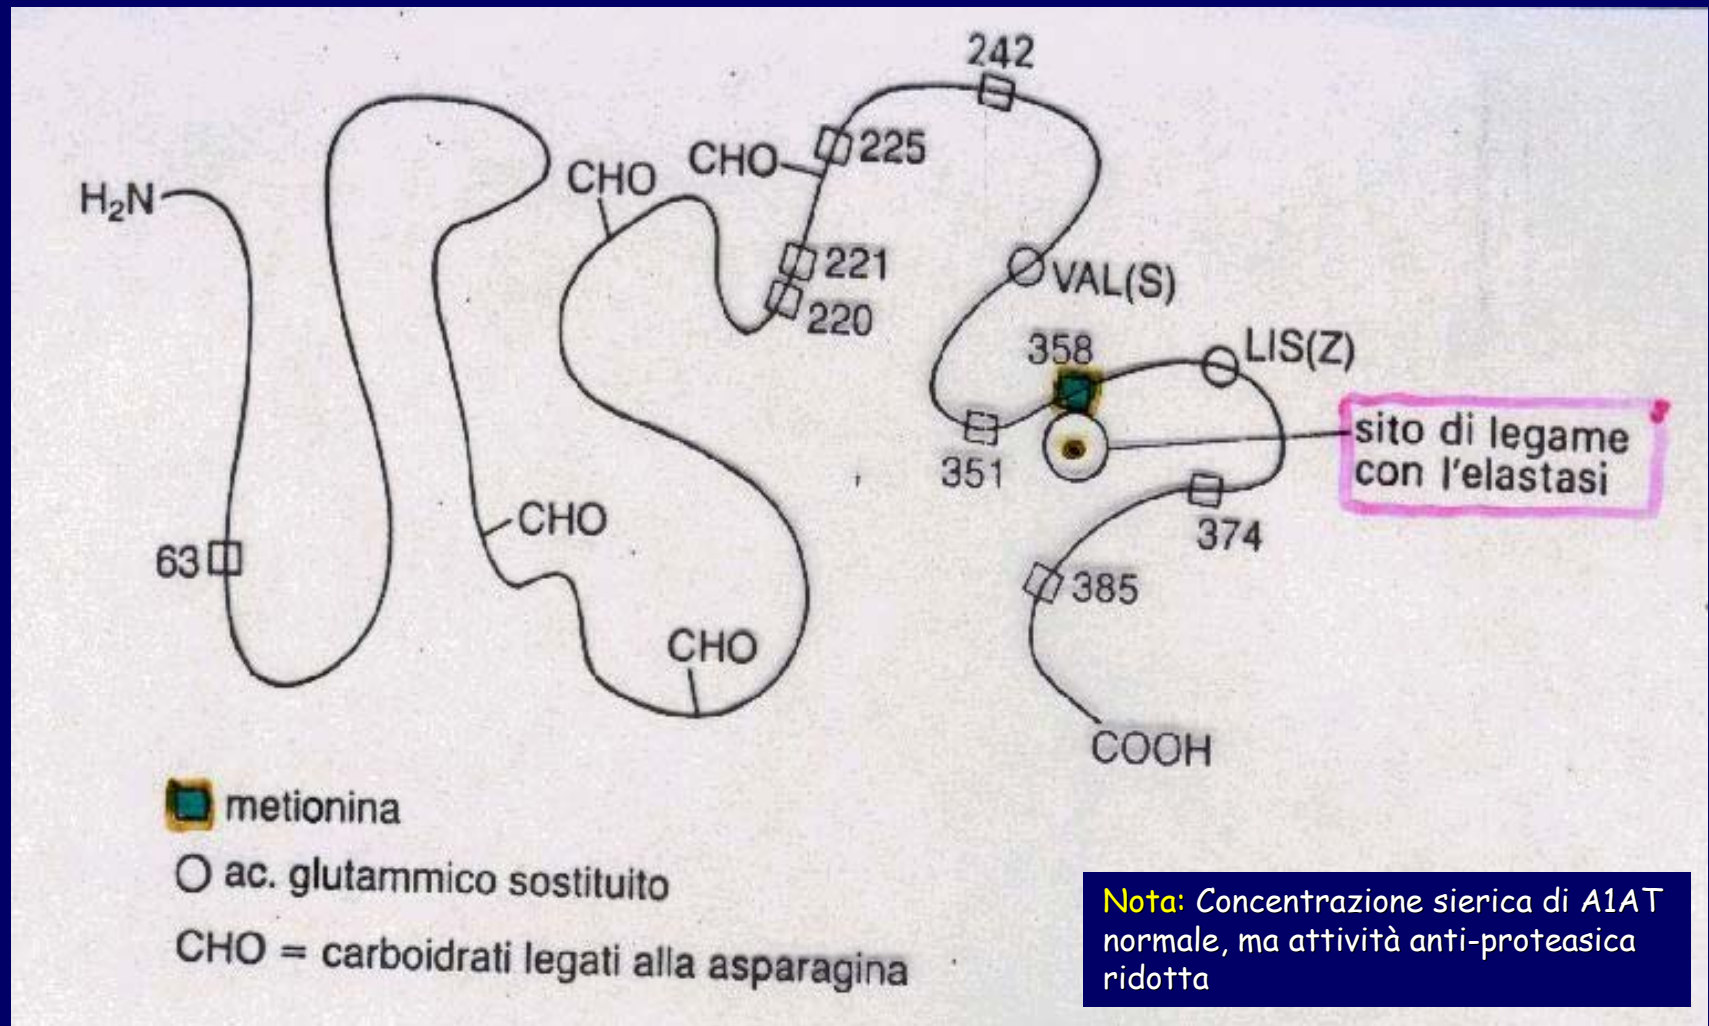 242
CHO
225
CHO
H₂N
221
220
VAL(S)
358
LIS(Z)
351
sito di legame
con l'elastasi
CHO
63
374
385
CHO
COOH
metionina
ac. glutammico sostituito
CHO = carboidrati legati alla asparagina
Nota: Concentrazione sierica di A1AT
normale, ma attività anti-proteasica
ridotta